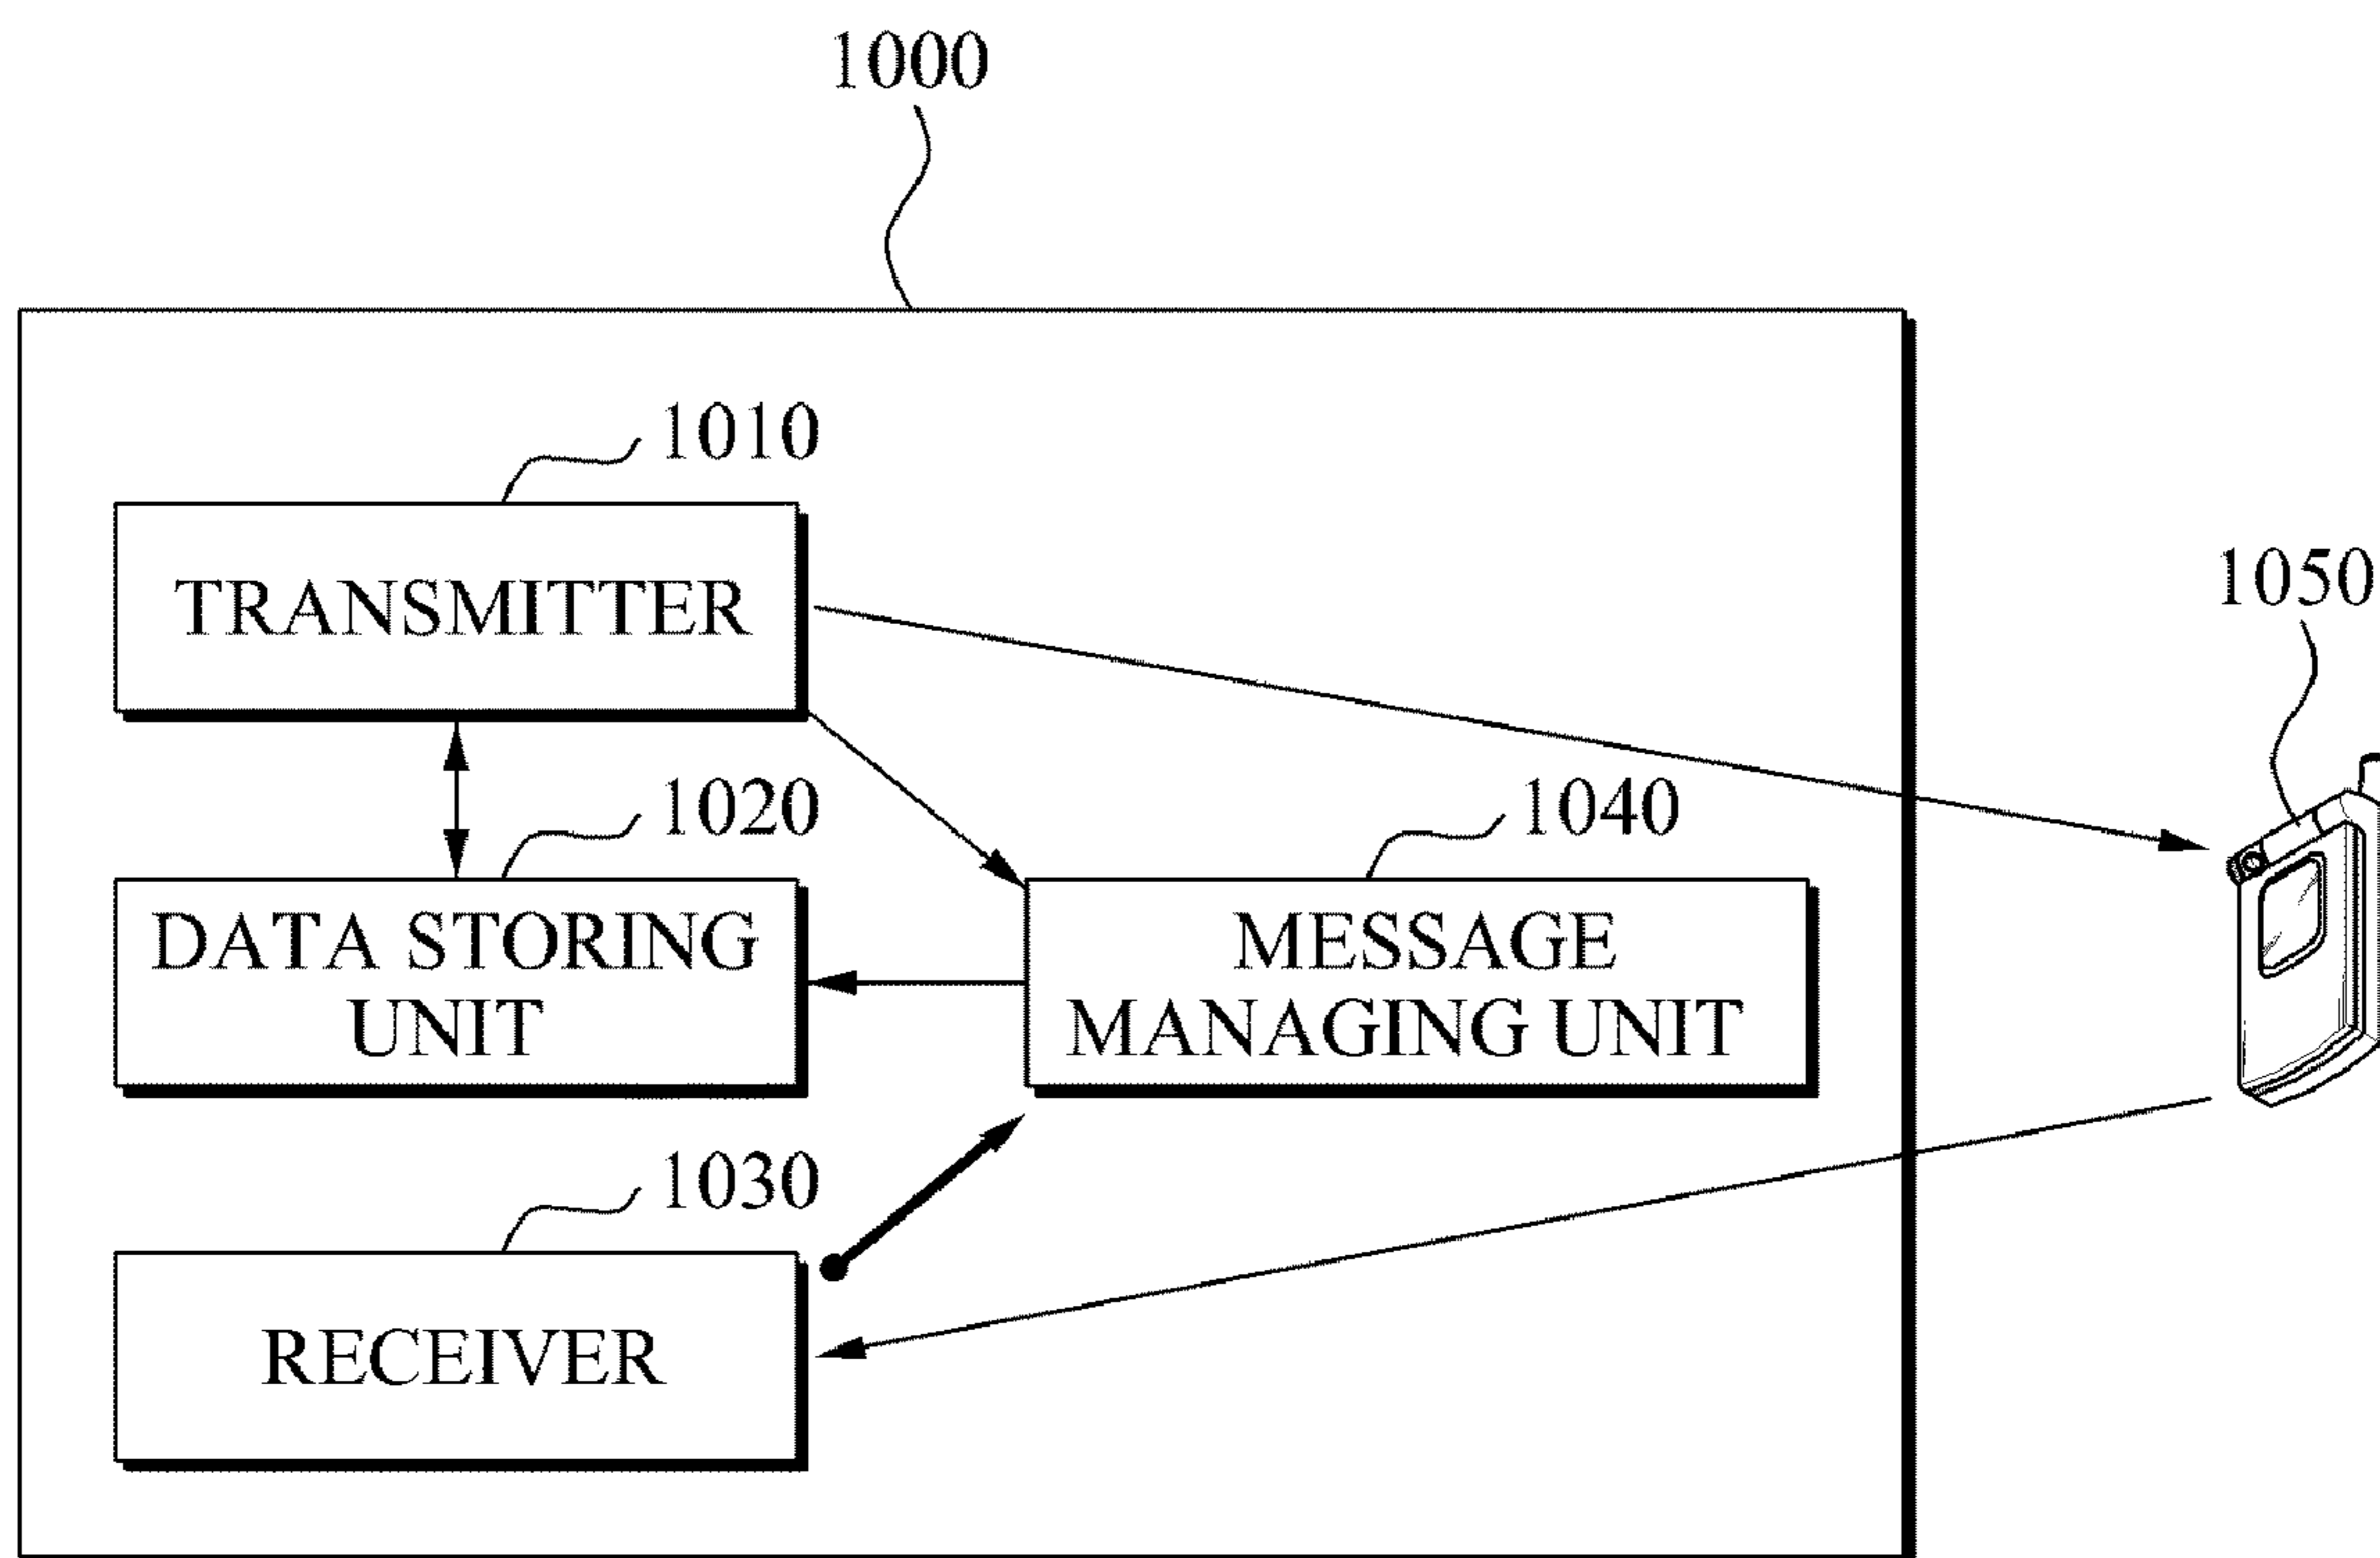 1000
1010
TRANSMITTER
1050
1020
1040
DATA STORING
UNIT
MESSAGE
MANAGING UNIT
1030
RECEIVER